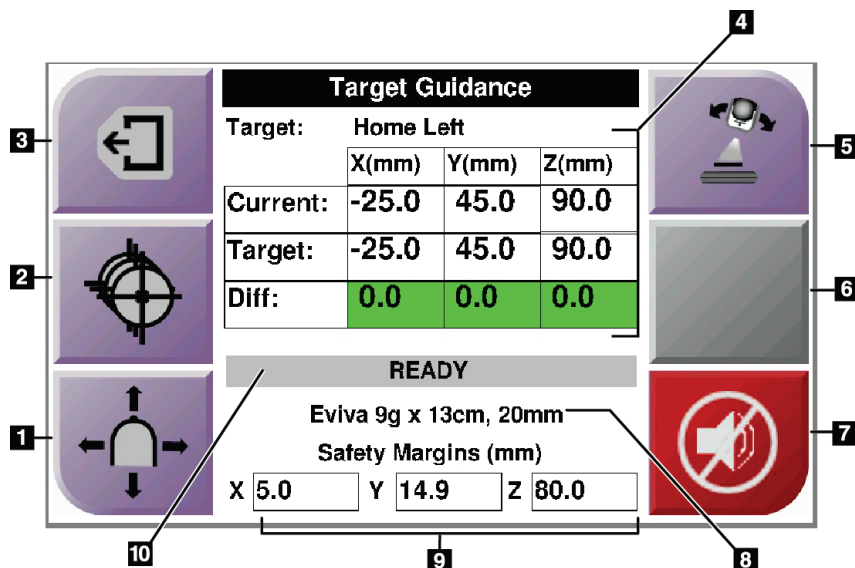 4
Target Guidance
3
Target: Home Left
5
X(mm) Y(mm) Z(mm)
Current: -25.0 45.0 90.0
Target: -25.0 45.0 90.0
2
6
Diff: 0.0 0.0 0.0
READY
Eviva 9g x 13cm, 20mm
1
7
Safety Margins (mm)
X 5.0 Y 14.9 Z 80.0
10
9
8